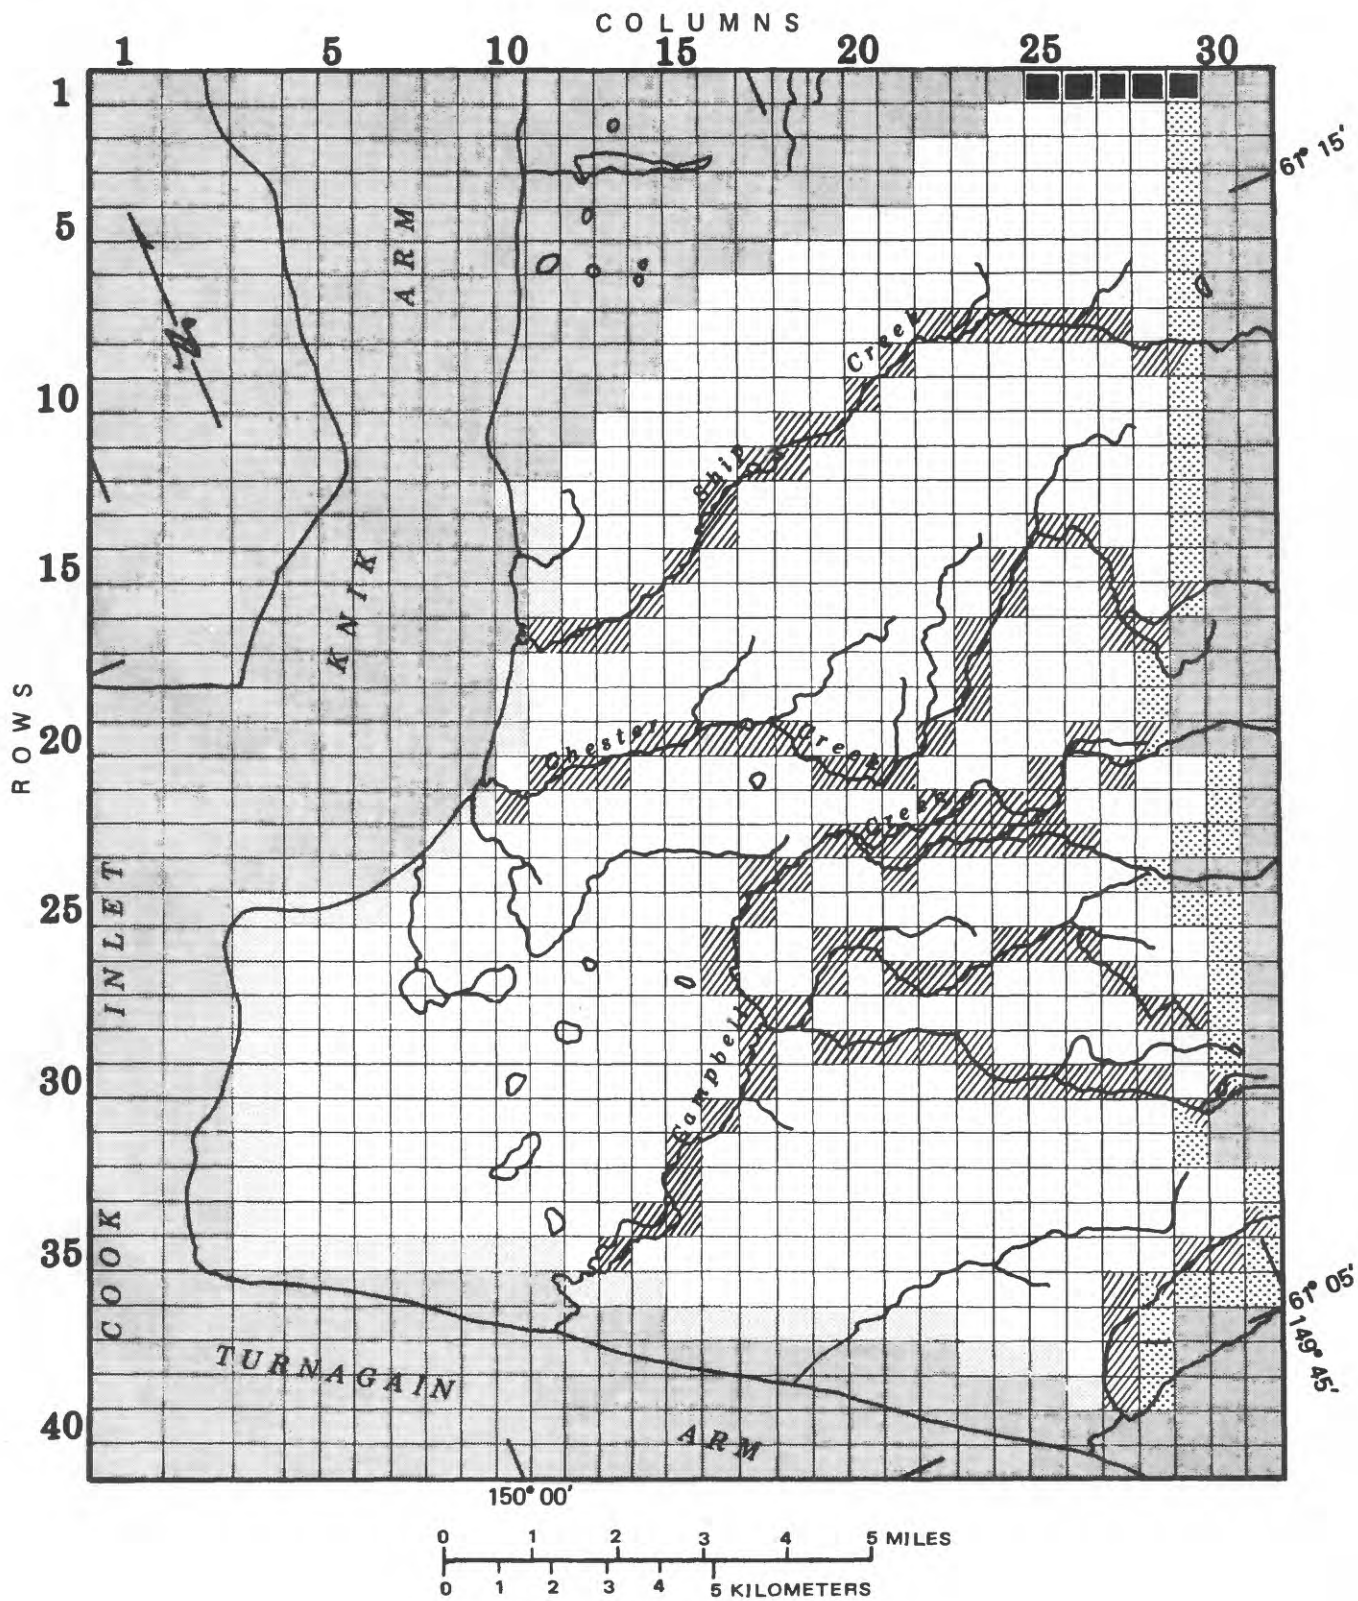 COLUMNS
1 5 10 15 20 25 30
1
5
10
15
20
25
30
35
40
ROWS
61° 15'
ARM
KNIK
Creek
Ship
Chester
Creek
Creek
Campbell
INLET
COOK
TURNAGAIN
ARM
N
61° 05'
149° 45'
150° 00'
0 1 2 3 4 5 MILES
0 1 2 3 4 5 KILOMETERS